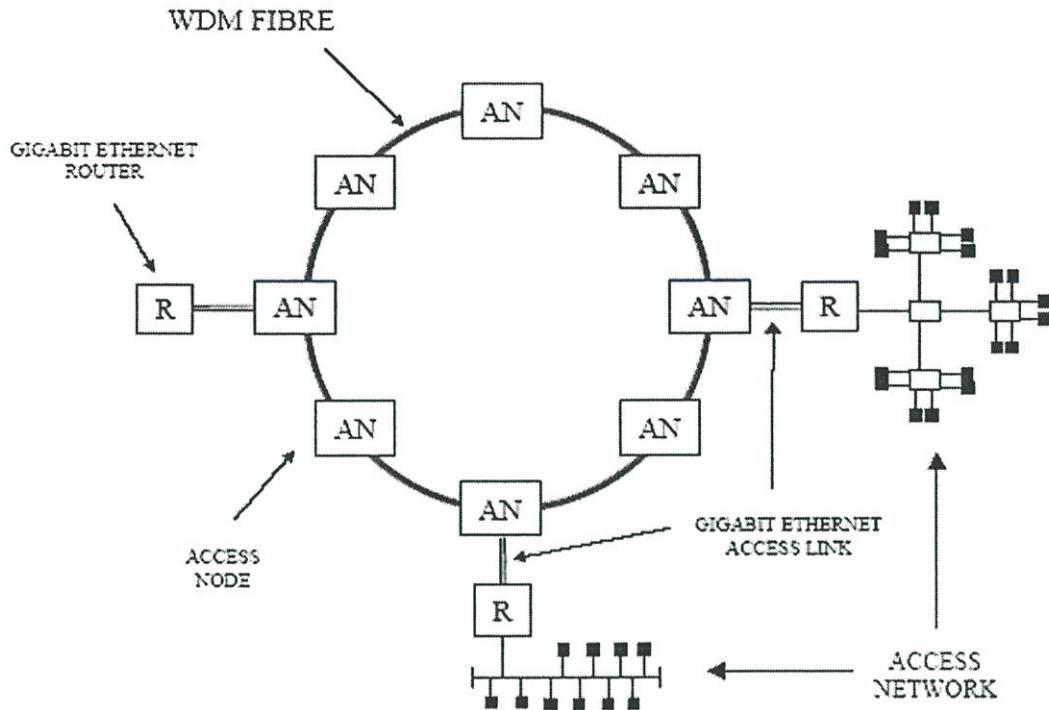 WDM FIBRE
GIGABIT ETHERNET
ROUTER
AN
AN
AN
R
AN
AN
R
AN
AN
AN
ACCESS
NODE
GIGABIT ETHERNET
ACCESS LINK
R
ACCESS
NETWORK